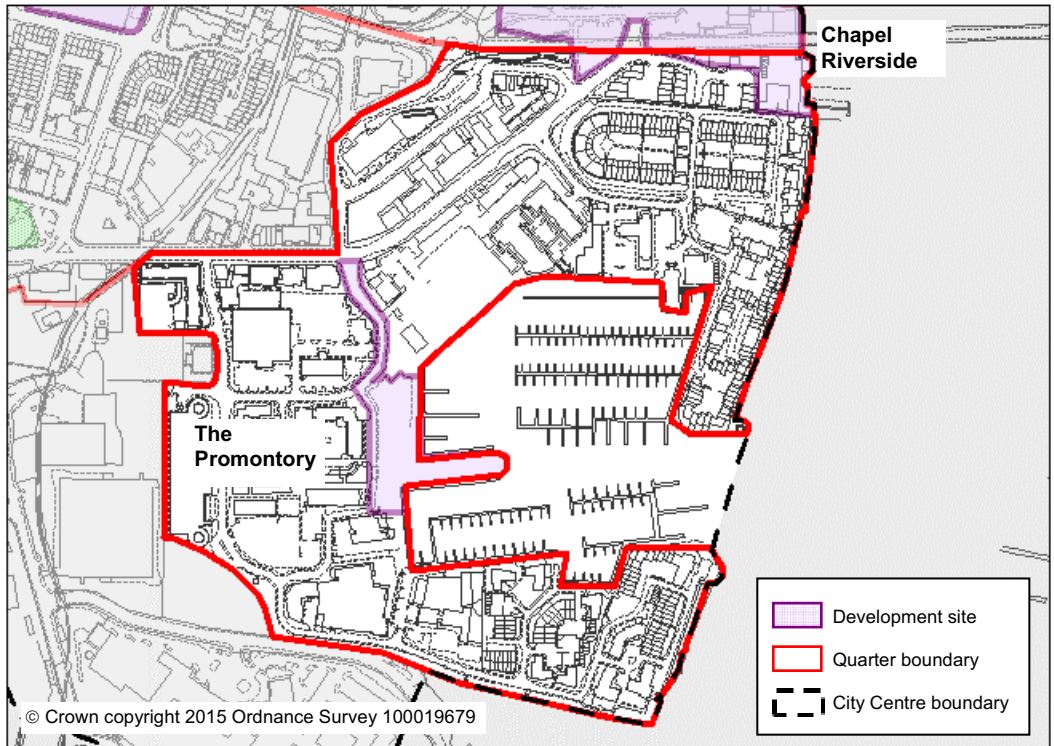 Chapel
Riverside
The
Promontory
Development site
Quarter boundary
City Centre boundary
© Crown copyright 2015 Ordnance Survey 100019679